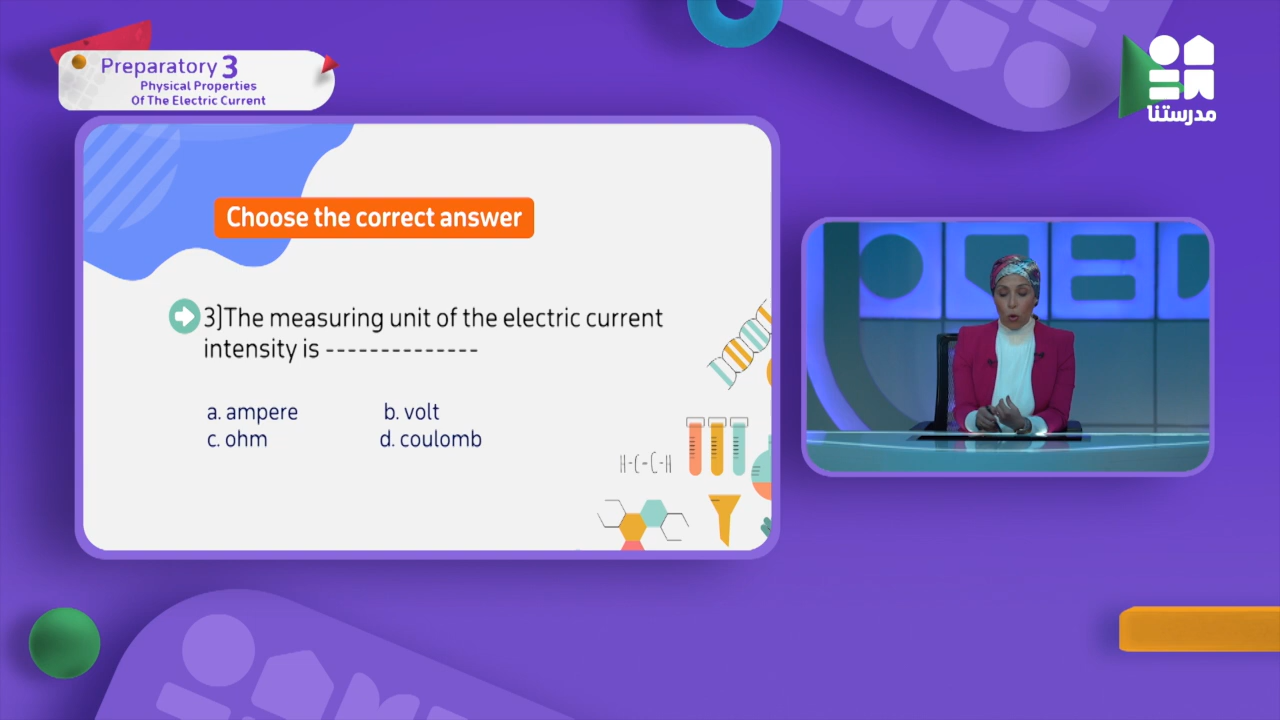 Preparatory 3
Physical Properties
Of The Electric Current
مدرستنا
Choose the correct answer
3]The measuring unit of the electric current
intensity is --------------
a. ampere b. volt
c. ohm d. coulomb
H-C=C-H